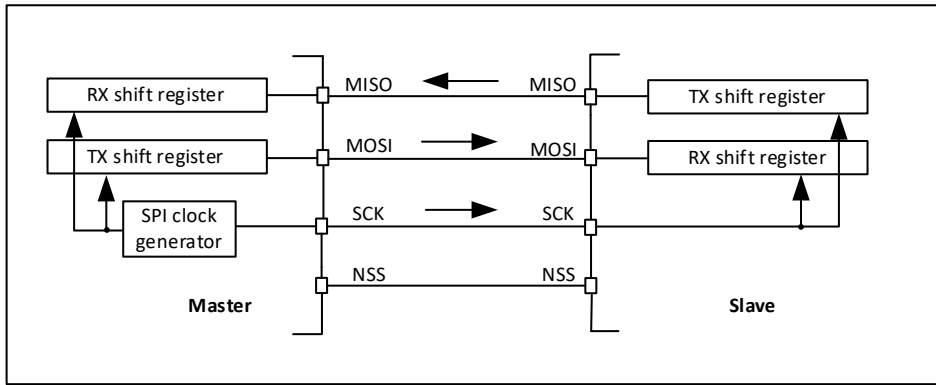 RX shift register
MISO
MISO
TX shift register
TX shift register
MOSI
MOSI
RX shift register
SPI clock
generator
SCK
SCK
NSS
NSS
Master
Slave